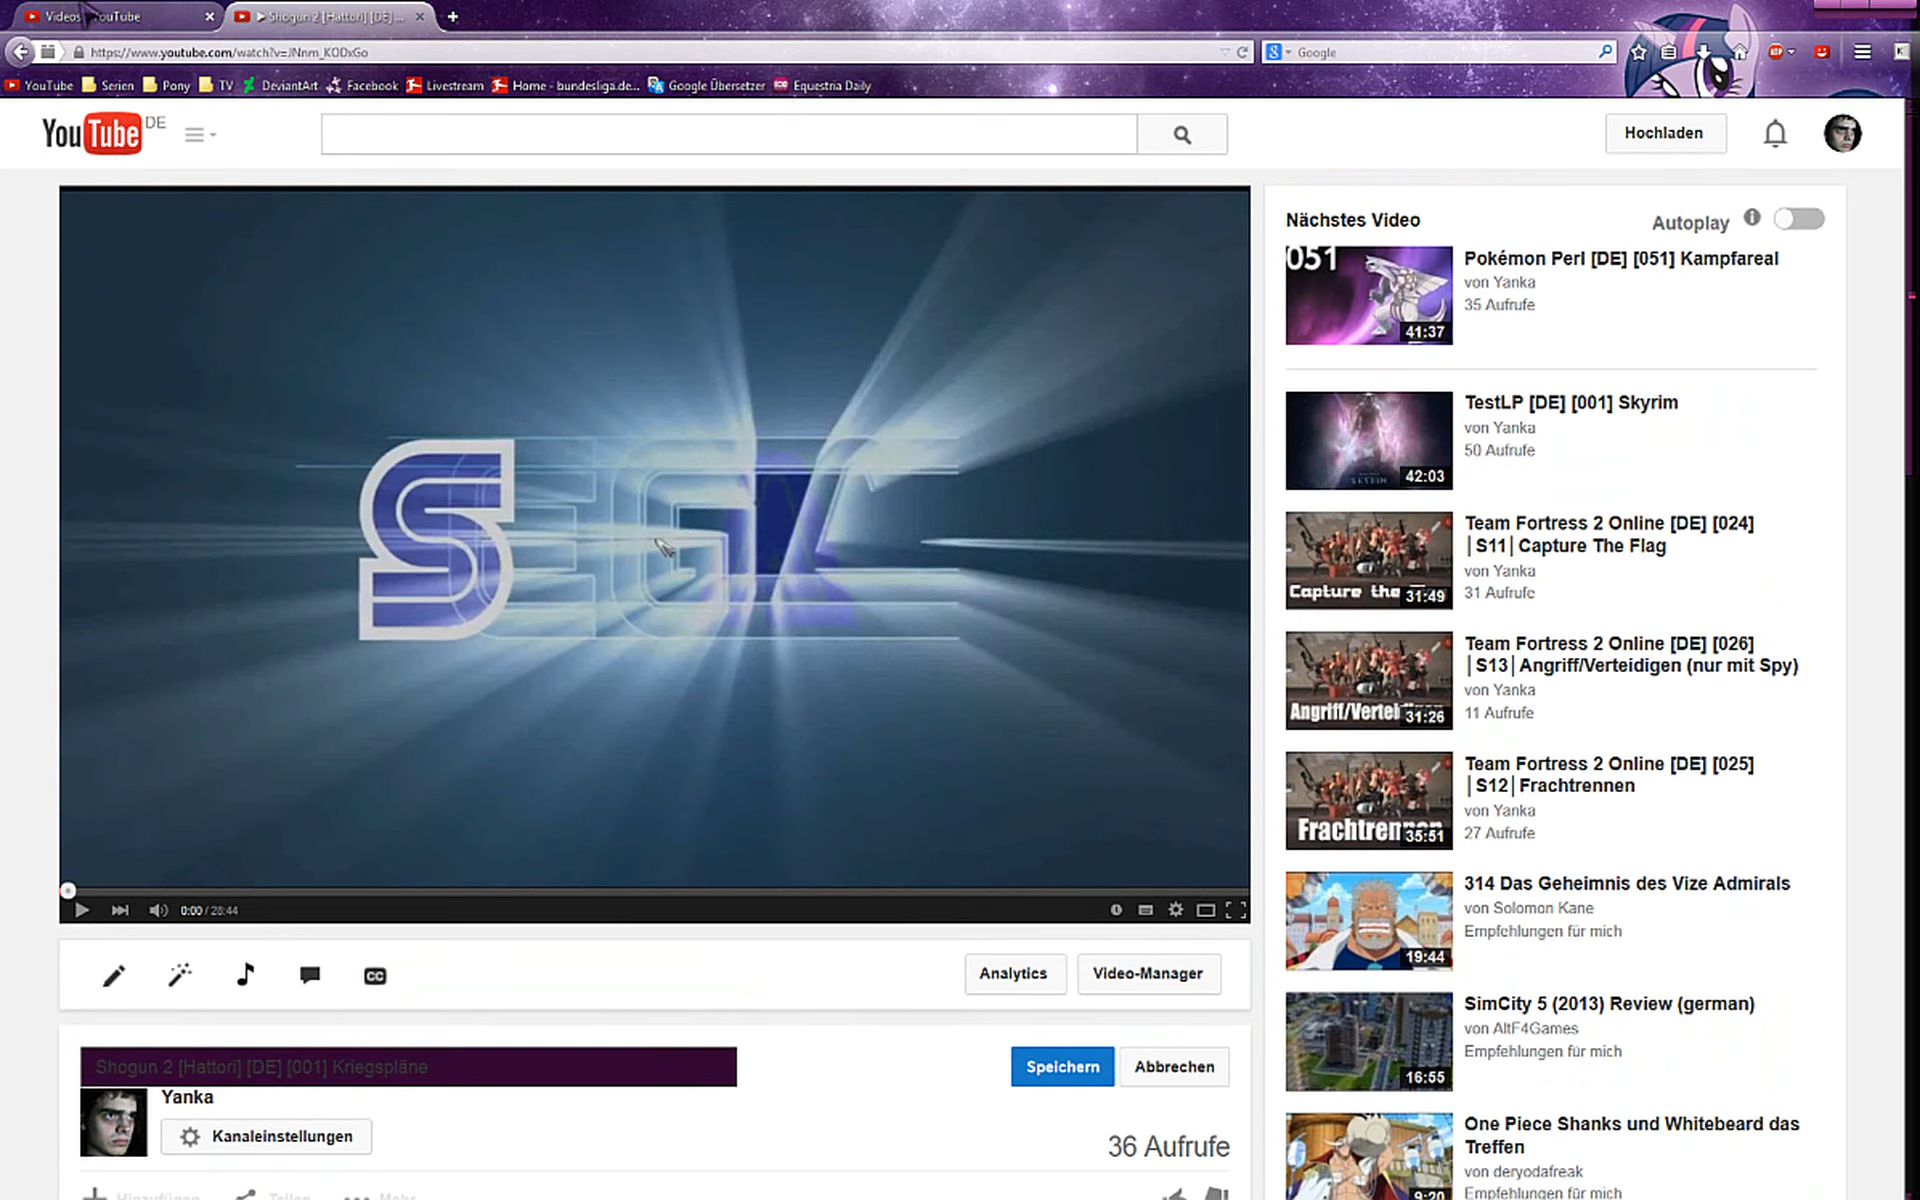 Videos YouTube
▶ Shogun 2 [Hattori] [DE]...
https://www.youtube.com/watch?v=JNnm_KODxGo
Google
YouTube Serien Pony TV DeviantArt Facebook Livestream Home - bundesliga.de... Google Übersetzer Equestria Daily
YouTube DE
Hochladen
SEGA
0:00 / 28:44
Analytics
Video-Manager
Shogun 2 [Hattori] [DE] [001] Kriegspläne
Speichern
Abbrechen
Yanka
Kanaleinstellungen
36 Aufrufe
Hinzufügen Teilen Mehr
Nächstes Video
Autoplay
051
41:37
Pokémon Perl [DE] [051] Kampfareal
von Yanka
35 Aufrufe
SKYRIM
42:03
TestLP [DE] [001] Skyrim
von Yanka
50 Aufrufe
Capture the
31:49
Team Fortress 2 Online [DE] [024]
|S11|Capture The Flag
von Yanka
31 Aufrufe
31:26
Team Fortress 2 Online [DE] [026]
|S13|Angriff/Verteidigen (nur mit Spy)
von Yanka
11 Aufrufe
35:51
Team Fortress 2 Online [DE] [025]
|S12|Frachtrennen
von Yanka
27 Aufrufe
19:44
314 Das Geheimnis des Vize Admirals
von Solomon Kane
Empfehlungen für mich
16:55
SimCity 5 (2013) Review (german)
von AltF4Games
Empfehlungen für mich
9:20
One Piece Shanks und Whitebeard das
Treffen
von deryodafreak
Empfehlungen für mich